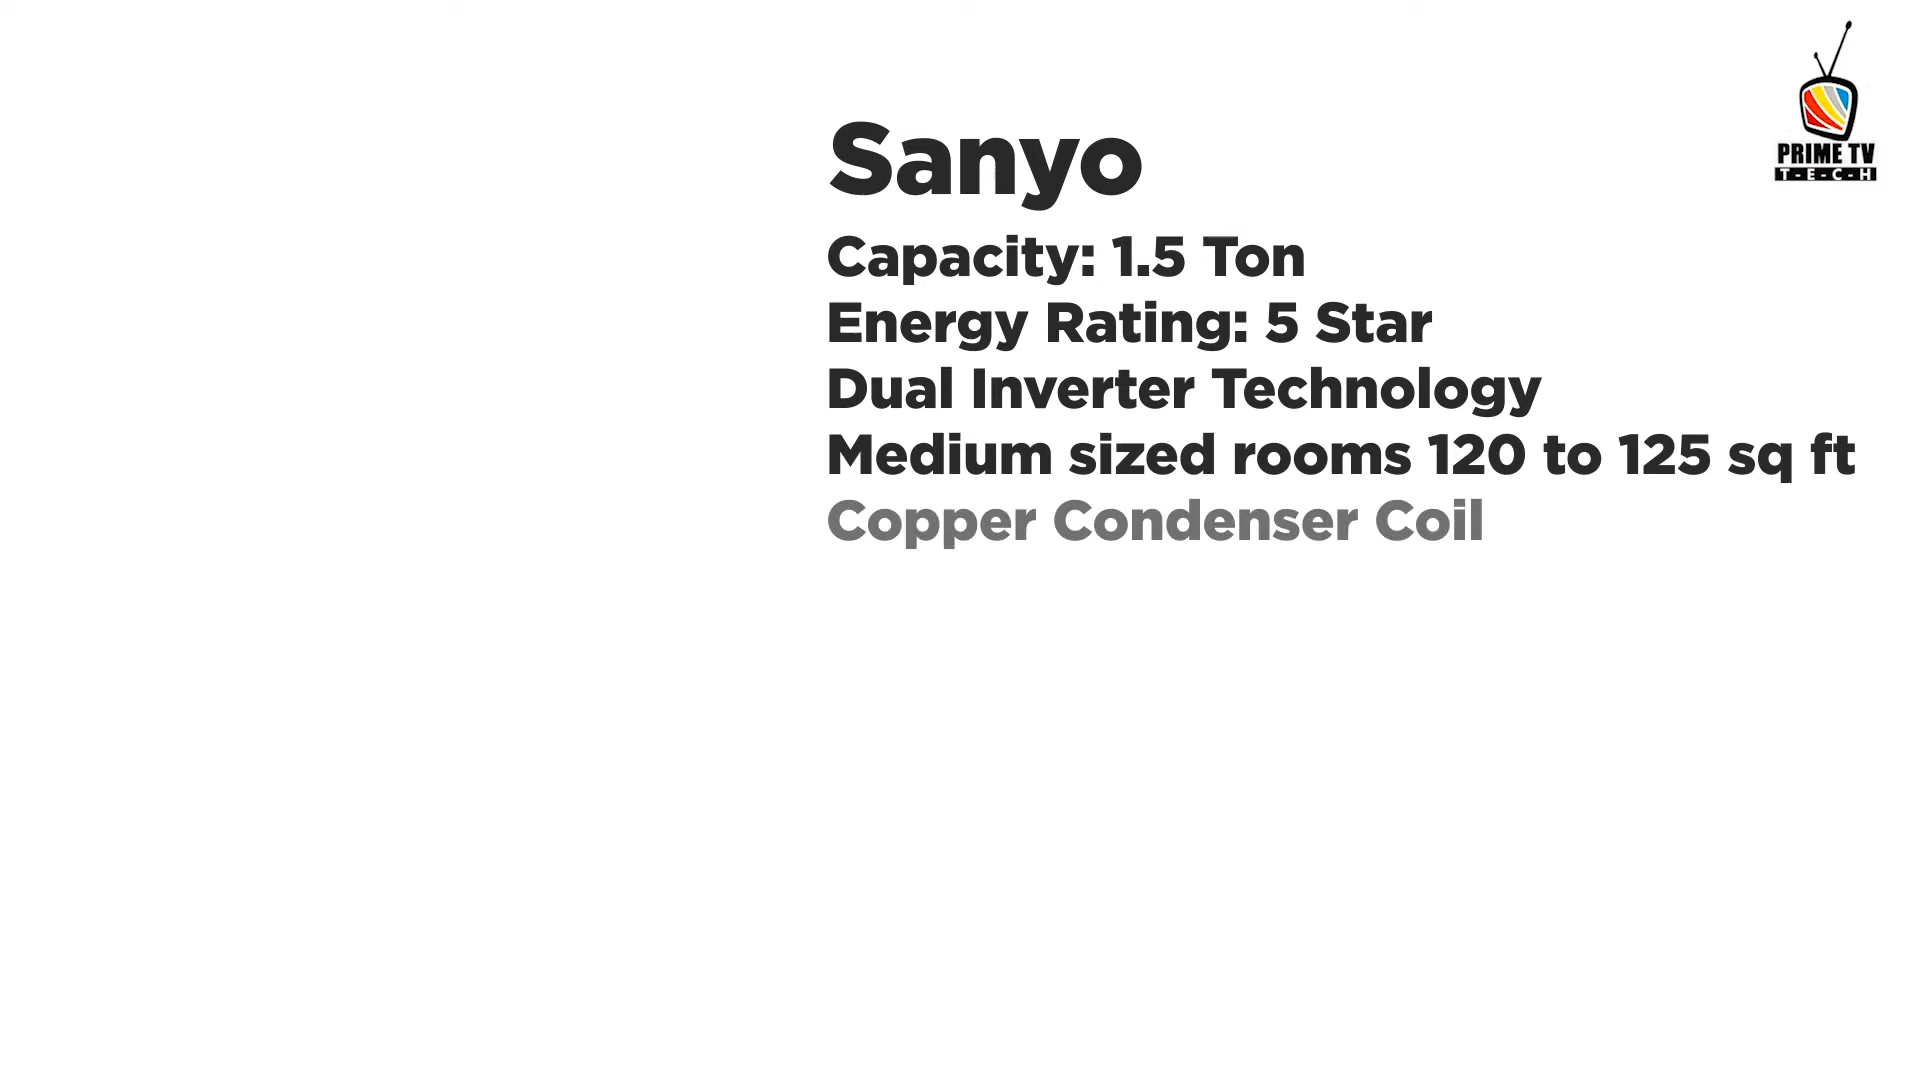 PRIME TV
T-E-C-H
Sanyo
Capacity: 1.5 Ton
Energy Rating: 5 Star
Dual Inverter Technology
Medium sized rooms 120 to 125 sq ft
Copper Condenser Coil